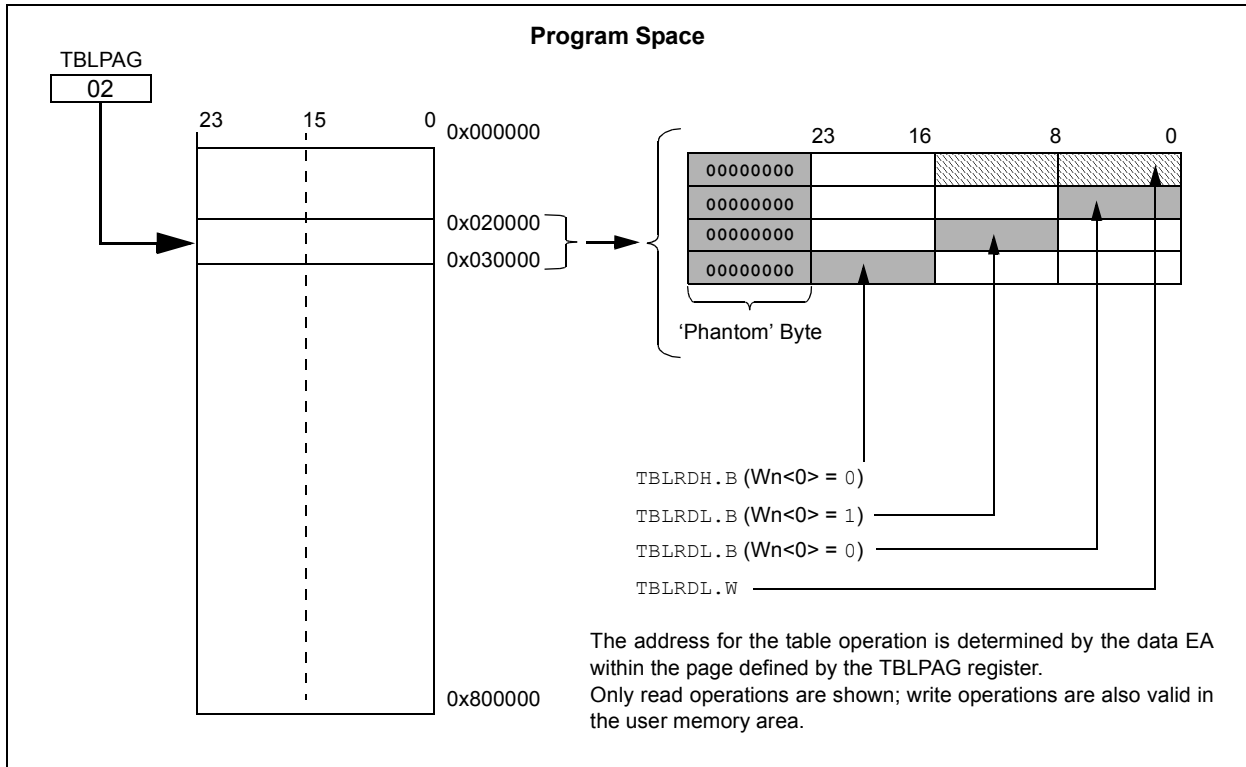 Program Space
TBLPAG
02
23 15 0
0x000000
0x020000
0x030000
0x800000
23 16 8 0
00000000
00000000
00000000
00000000
‘Phantom’ Byte
TBLRDH.B (Wn<0> = 0)
TBLRDL.B (Wn<0> = 1)
TBLRDL.B (Wn<0> = 0)
TBLRDL.W
The address for the table operation is determined by the data EA
within the page defined by the TBLPAG register.
Only read operations are shown; write operations are also valid in
the user memory area.